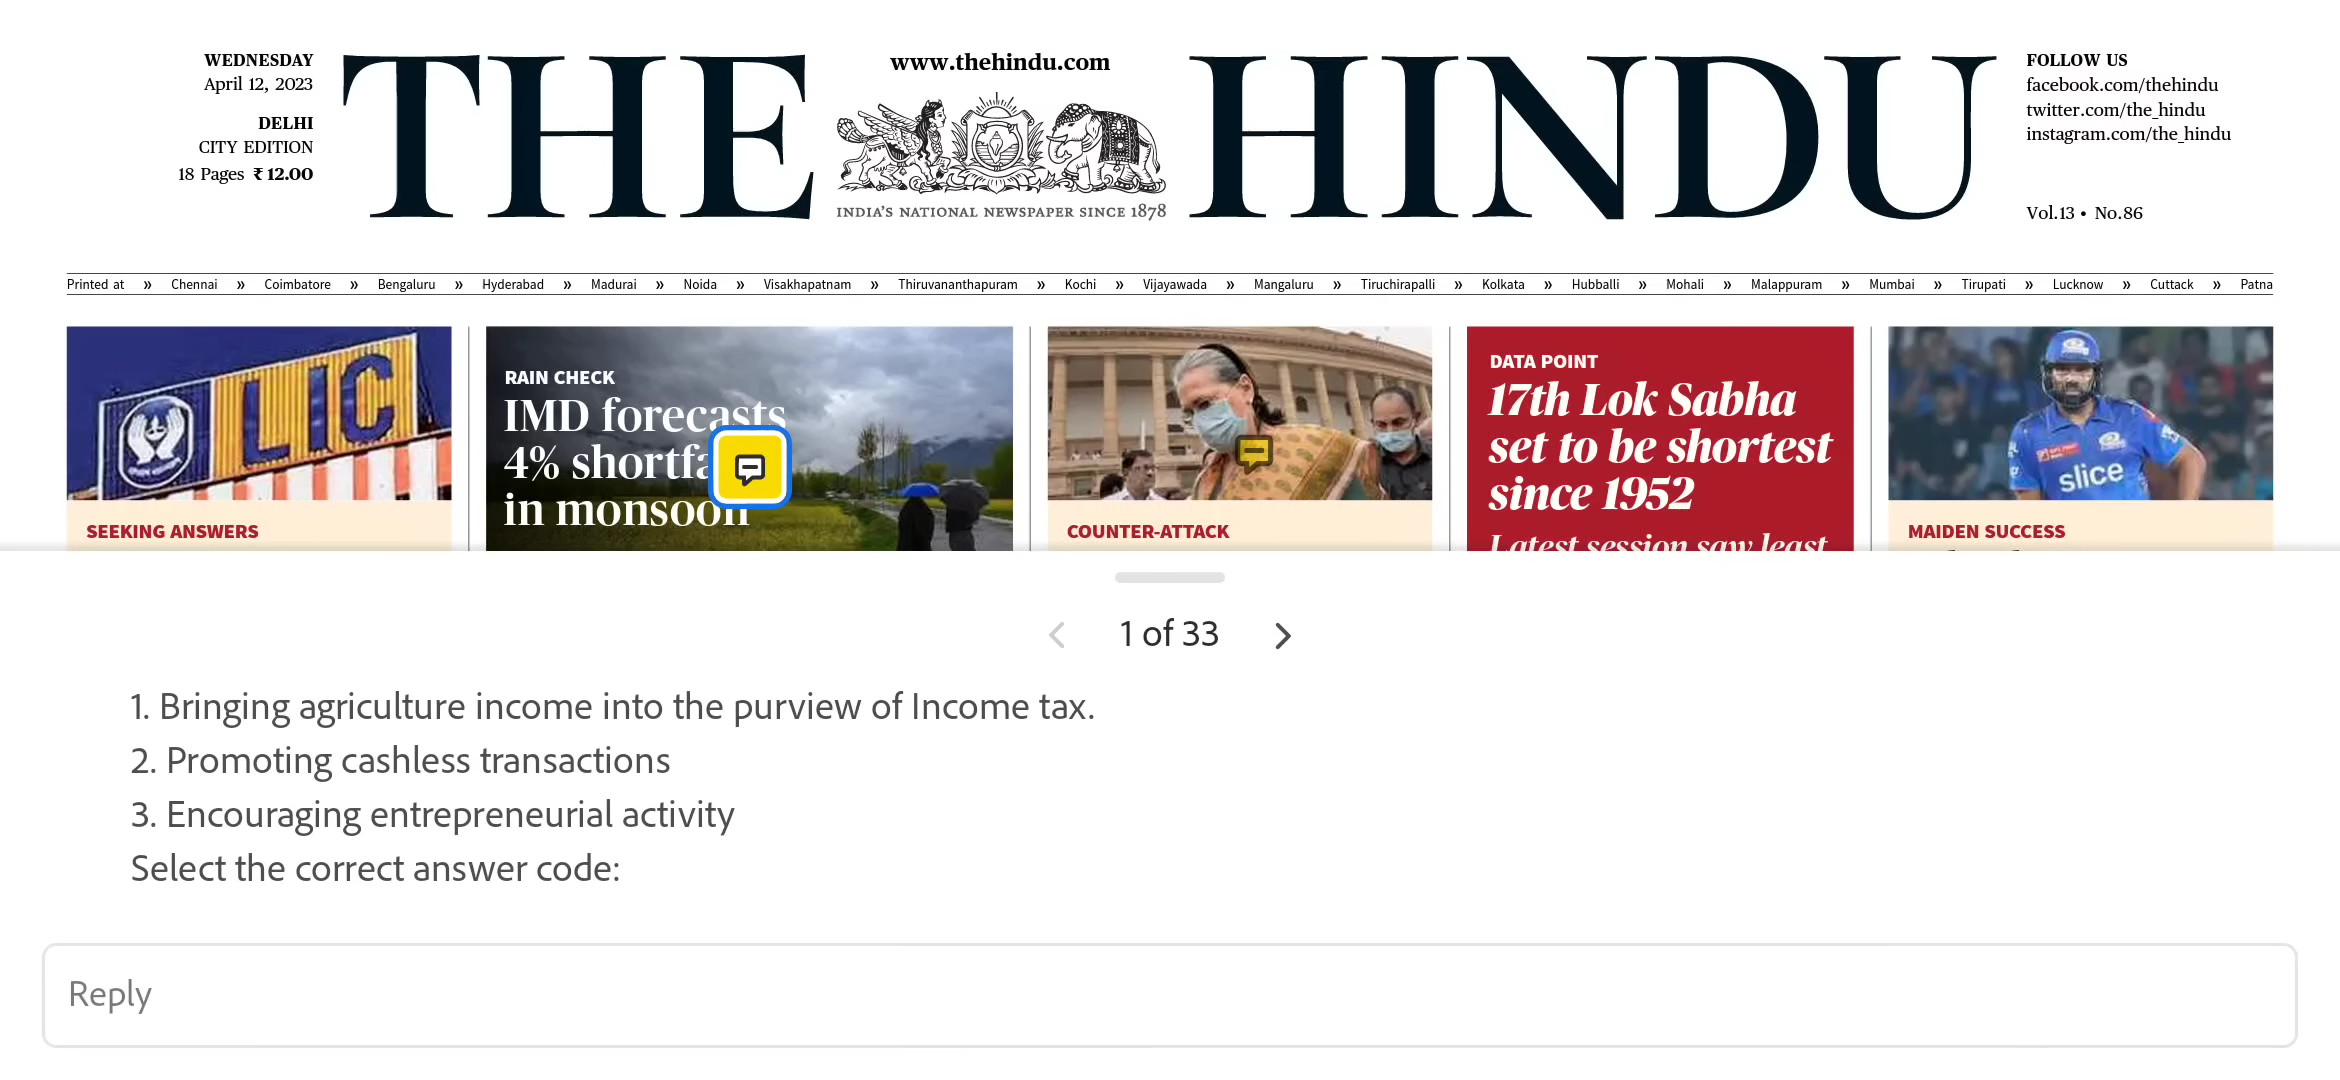 WEDNESDAY
April 12, 2023
DELHI
CITY EDITION
18 Pages ₹ 12.00
THE
www.thehindu.com
INDIA'S NATIONAL NEWSPAPER SINCE 1878
HINDU
FOLLOW US
facebook.com/thehindu
twitter.com/the_hindu
instagram.com/the_hindu
Vol.13 • No.86
Printed at » Chennai » Coimbatore » Bengaluru » Hyderabad » Madurai » Noida » Visakhapatnam » Thiruvananthapuram » Kochi » Vijayawada » Mangaluru » Tiruchirapalli » Kolkata » Hubballi » Mohali » Malappuram » Mumbai » Tirupati » Lucknow » Cuttack » Patna
LIC
SEEKING ANSWERS
RAIN CHECK
IMD forecasts
4%
in monsoon
COUNTER-ATTACK
DATA POINT
17th Lok Sabha
set to be shortest
since 1952
Latest session saw least
slice
MAIDEN SUCCESS
1 of 33
1. Bringing agriculture income into the purview of Income tax.
2. Promoting cashless transactions
3. Encouraging entrepreneurial activity
Select the correct answer code:
Reply